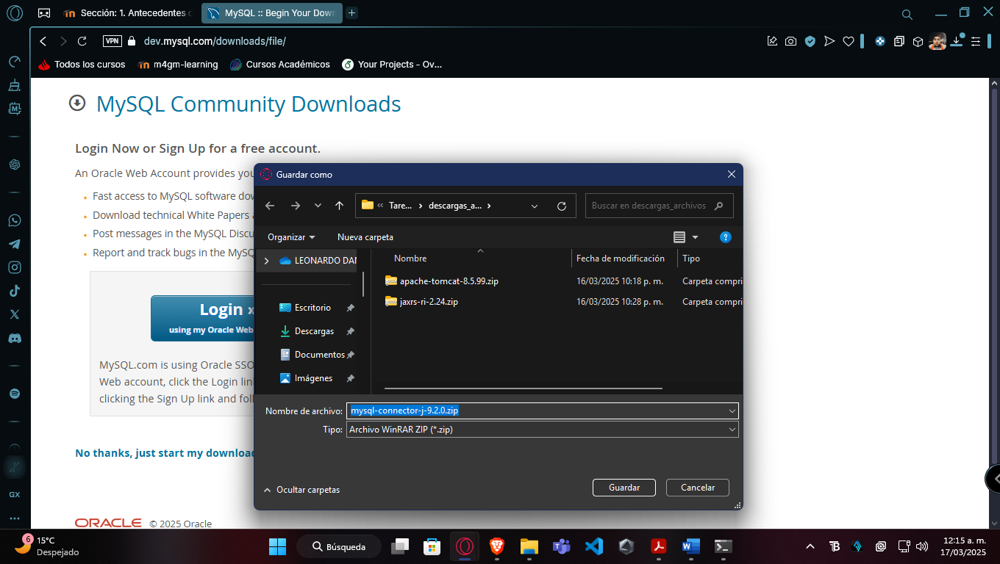 Sección: 1. Antecedentes
MySQL :: Begin Your Down
VPN
dev.mysql.com/downloads/file/
Todos los cursos
m4gm-learning
Cursos Académicos
Your Projects - Ov...
MySQL Community Downloads
Login Now or Sign Up for a free account.
An Oracle Web Account provides you
Fast access to MySQL software dow
Download technical White Papers
Post messages in the MySQL Discu
Report and track bugs in the MySQ
Login »
using my Oracle Web
MySQL.com is using Oracle SSO
Web account, click the Login lin
clicking the Sign Up link and foll
No thanks, just start my download
ORACLE © 2025 Oracle
Guardar como
« Tare... › descargas_a... ›
Buscar en descargas_archivos
Organizar
Nueva carpeta
LEONARDO DAN
Escritorio
Descargas
Documentos
Imágenes
Nombre
Fecha de modificación
Tipo
apache-tomcat-8.5.99.zip
16/03/2025 10:18 p. m.
Carpeta compri
jaxrs-ri-2.24.zip
16/03/2025 10:28 p. m.
Carpeta compri
Nombre de archivo: mysql-connector-j-9.2.0.zip
Tipo: Archivo WinRAR ZIP (*.zip)
Ocultar carpetas
Guardar
Cancelar
GX
6
15°C
Despejado
Búsqueda
12:15 a. m.
17/03/2025